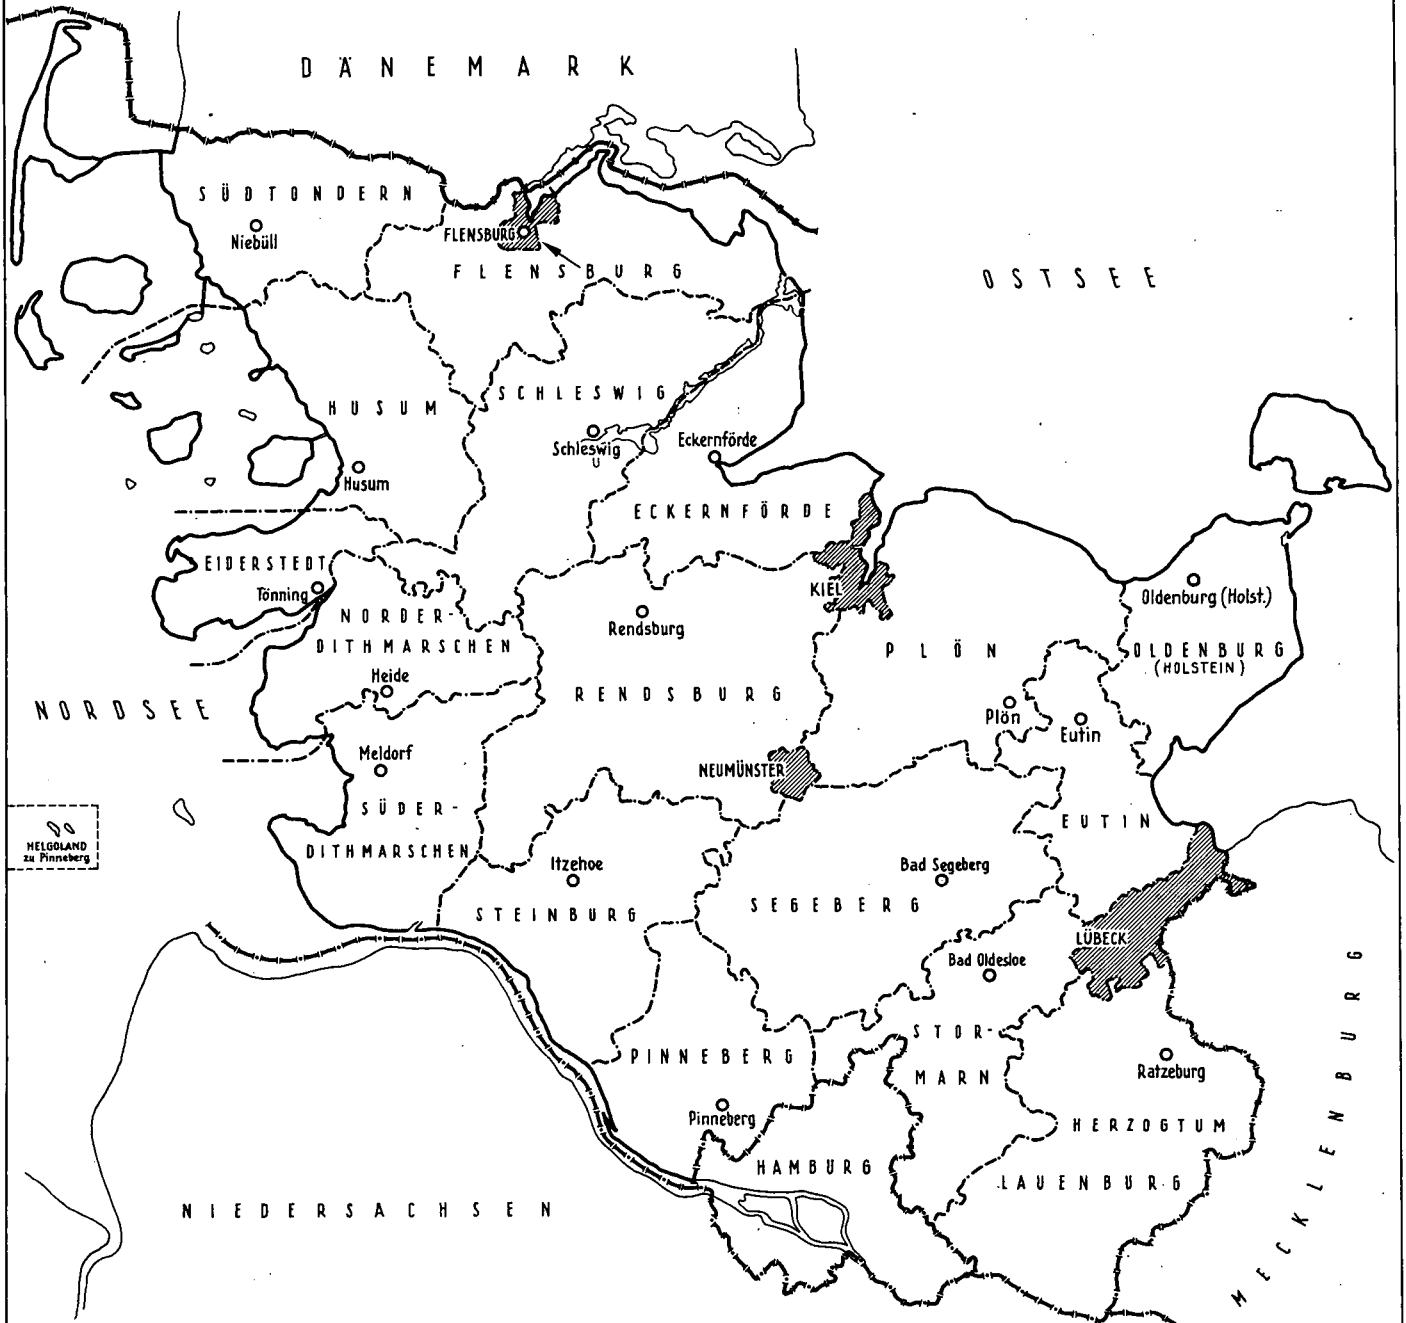 DÄNEMARK
SÜDTONDERN
Niebüll
FLENSBURG
FLENSBURG
OSTSEE
SCHLESWIG
HUSUM
Schleswig
Eckernförde
Husum
ECKERNFÖRDE
EIDERSTEDT
Tönning
KIEL
Oldenburg (Holst.)
NORDER-
DITHMARSCHEN
Rendsburg
PLÖN
OLDENBURG
(HOLSTEIN)
Heide
RENDSBURG
NORDSEE
Plön
Eutin
Meldorf
NEUMÜNSTER
SÜDER-
DITHMARSCHEN
EUTIN
HELGOLAND
zu Pinneberg
Itzehoe
Bad Segeberg
STEINBURG
SEGEBERG
LÜBECK
Bad Oldesloe
STOR-
MARN
PINNEBERG
Ratzeburg
Pinneberg
HERZOGTUM
LAUENBURG
HAMBURG
NIEDERSACHSEN
MECKLENBURG